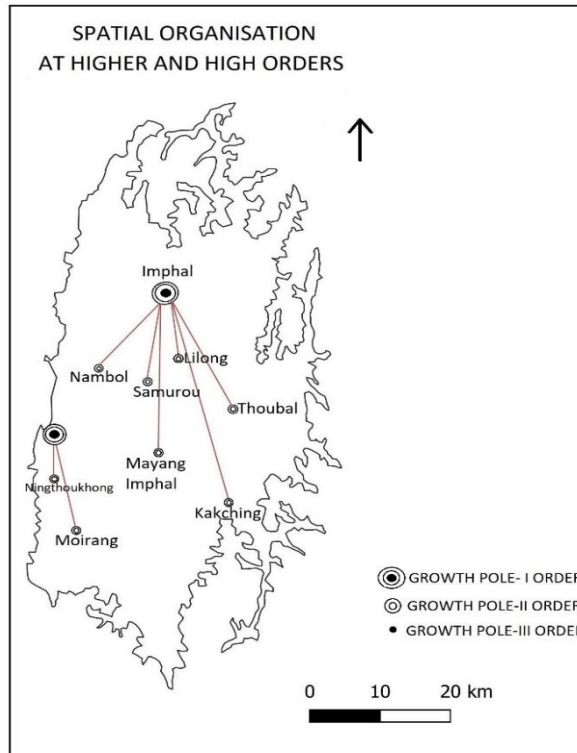 SPATIAL ORGANISATION
AT HIGHER AND HIGH ORDERS
Imphal
Lilong
Nambol
Samurou
Thoubal
Mayang
Imphal
Ningthoukhong
Kakching
Moirang
GROWTH POLE- I ORDER
GROWTH POLE-II ORDER
GROWTH POLE-III ORDER
0 10 20 km